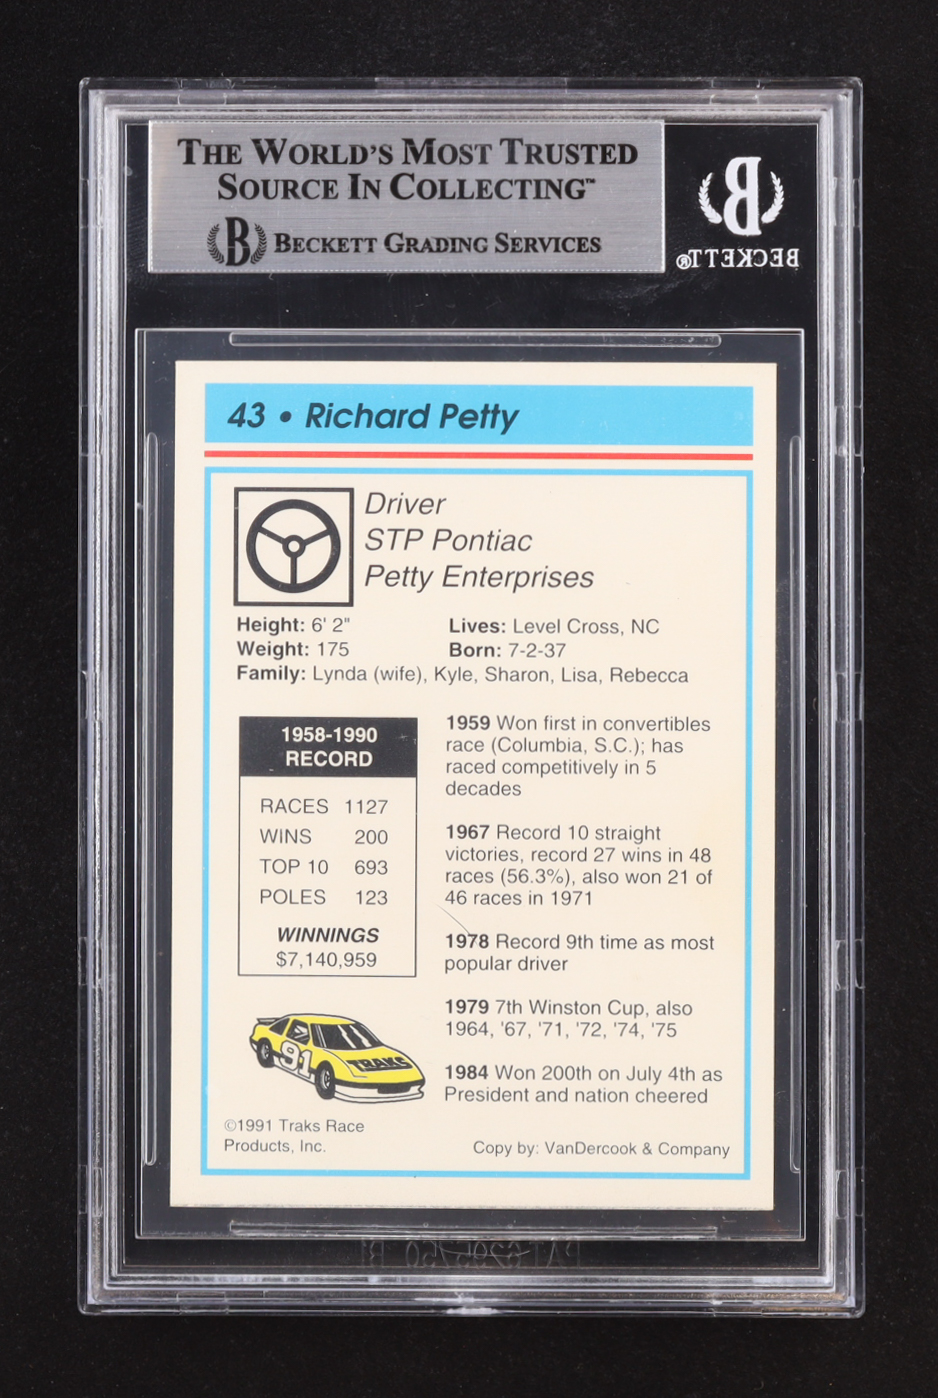 THE WORLD'S MOST TRUSTED
SOURCE IN COLLECTING™
B BECKETT GRADING SERVICES
B
BECKETT®
43 • Richard Petty
Driver
STP Pontiac
Petty Enterprises
Height: 6' 2"
Weight: 175
Lives: Level Cross, NC
Born: 7-2-37
Family: Lynda (wife), Kyle, Sharon, Lisa, Rebecca
1958-1990
RECORD
RACES 1127
WINS 200
TOP 10 693
POLES 123
WINNINGS
$7,140,959
1959 Won first in convertibles
race (Columbia, S.C.); has
raced competitively in 5
decades
1967 Record 10 straight
victories, record 27 wins in 48
races (56.3%), also won 21 of
46 races in 1971
1978 Record 9th time as most
popular driver
1979 7th Winston Cup, also
1964, '67, '71, '72, '74, '75
1984 Won 200th on July 4th as
President and nation cheered
91
TRAKS
©1991 Traks Race
Products, Inc.
Copy by: VanDercook & Company